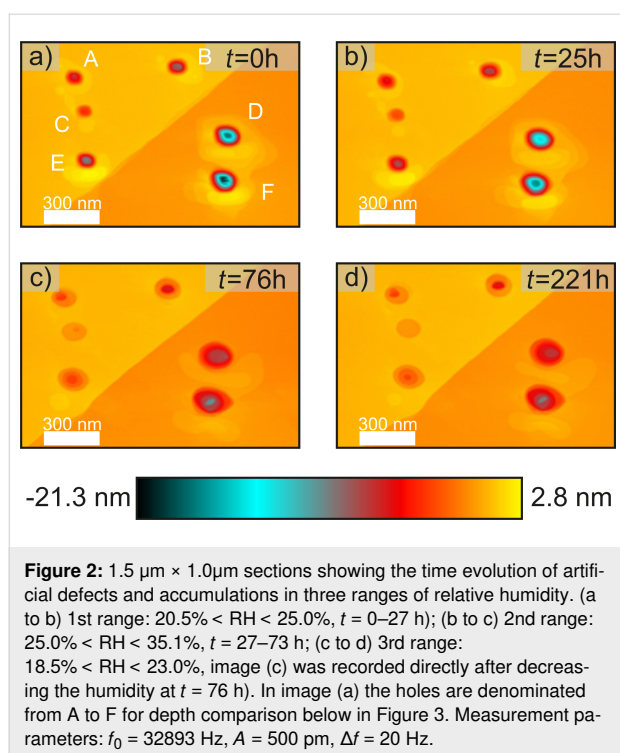 a) A B t=0h
C D
E F
300 nm
b) t=25h
300 nm
c) t=76h
300 nm
d) t=221h
300 nm
-21.3 nm 2.8 nm
Figure 2: 1.5 µm × 1.0µm sections showing the time evolution of artifi-
cial defects and accumulations in three ranges of relative humidity. (a
to b) 1st range: 20.5% < RH < 25.0%, t = 0–27 h); (b to c) 2nd range:
25.0% < RH < 35.1%, t = 27–73 h; (c to d) 3rd range:
18.5% < RH < 23.0%, image (c) was recorded directly after decreas-
ing the humidity at t = 76 h). In image (a) the holes are denominated
from A to F for depth comparison below in Figure 3. Measurement pa-
rameters: f0 = 32893 Hz, A = 500 pm, Δf = 20 Hz.